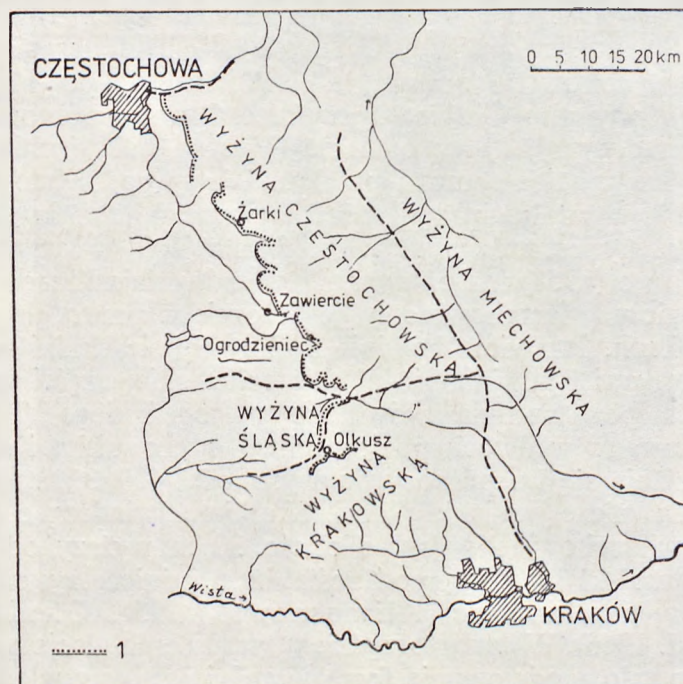 CZĘSTOCHOWA
0 5 10 15 20 km
WYŻYNA CZĘSTOCHOWSKA
Żarki
WYŻYNA MIECHOWSKA
Zawiercie
Ogrodzieniec
WYŻYNA
ŚLĄSKA
Olkusz
WYŻYNA
KRAKOWSKA
Wisła
KRAKÓW
1